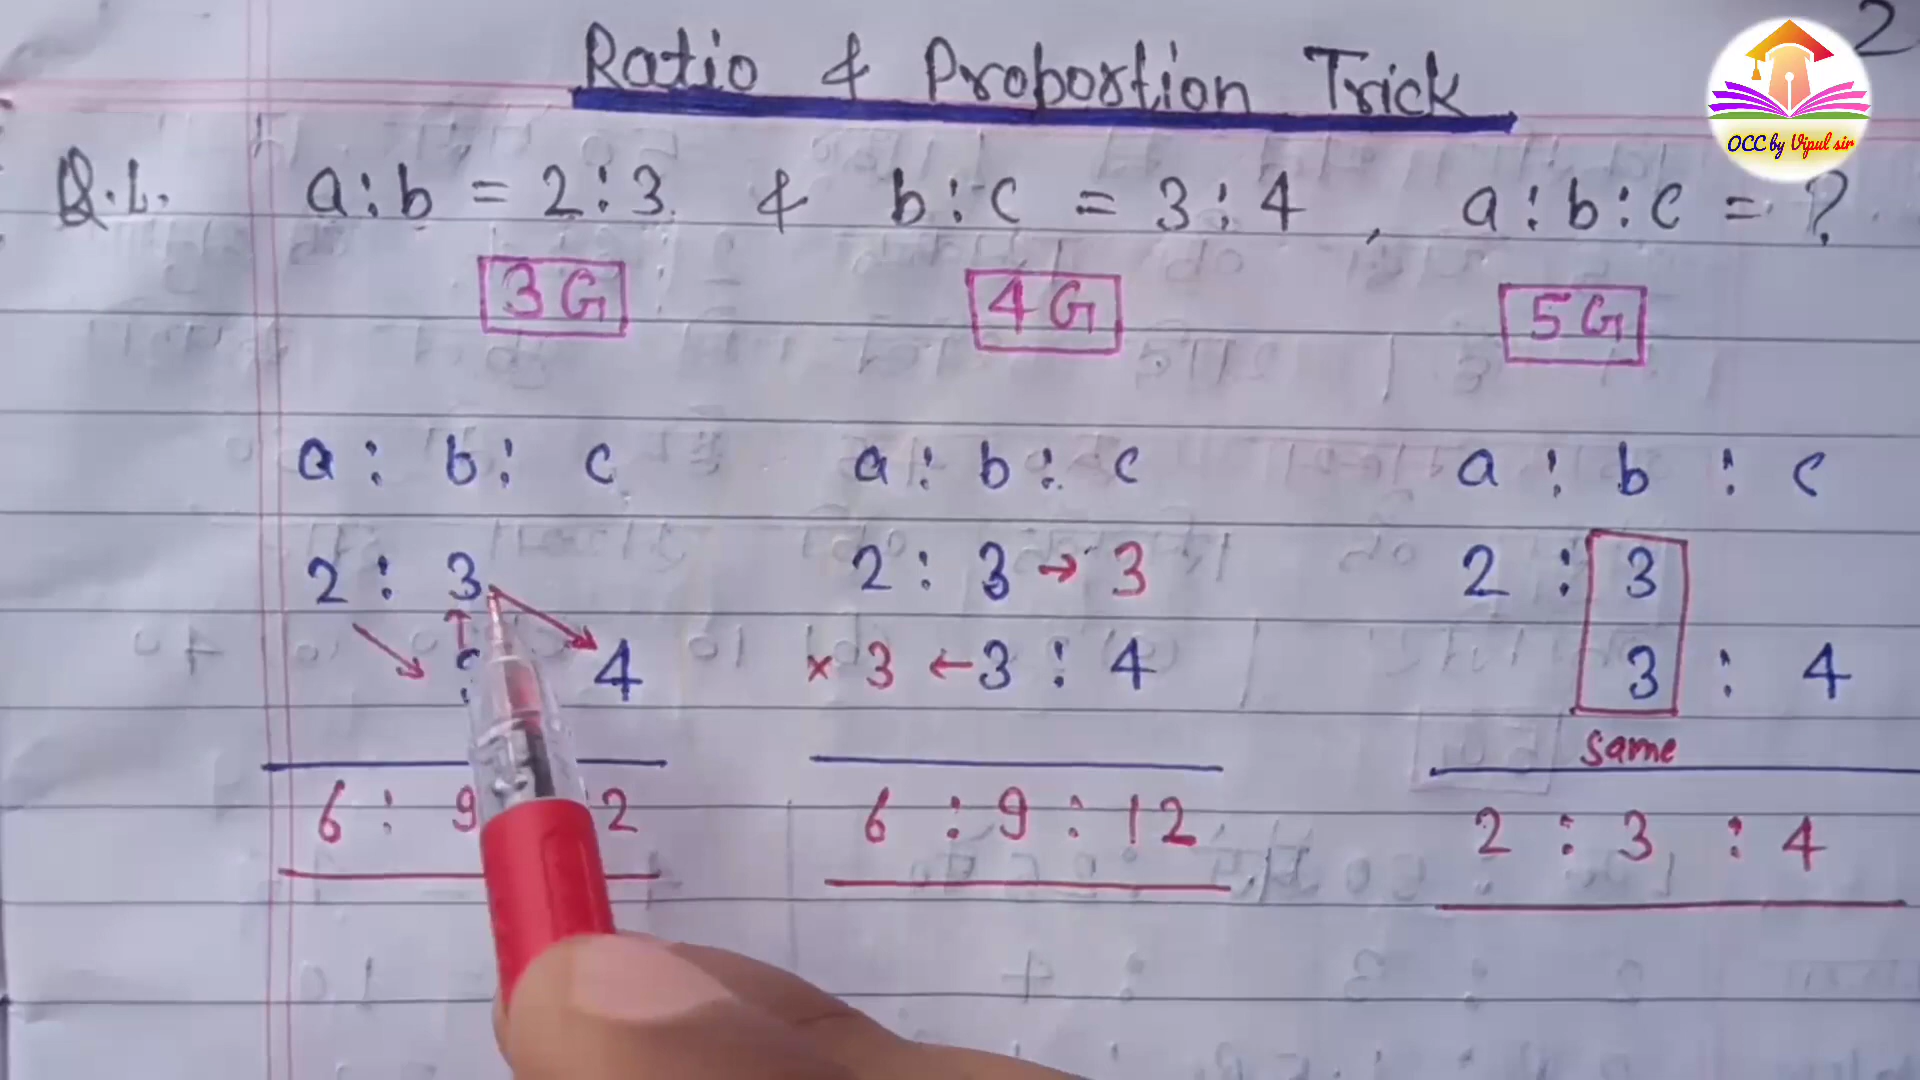 Ratio & Proportion Trick
2
OCC by Vipul sir
Q.1. a:b = 2:3 & b:c = 3:4, a:b:c = ?
3G 4G 5G
a : b : c a : b : c a : b : c
2 : 3 2 : 3 → 3 2 : 3
4 × 3 ← 3 : 4 3 : 4
same
6 : 9 2 6 : 9 : 12 2 : 3 : 4